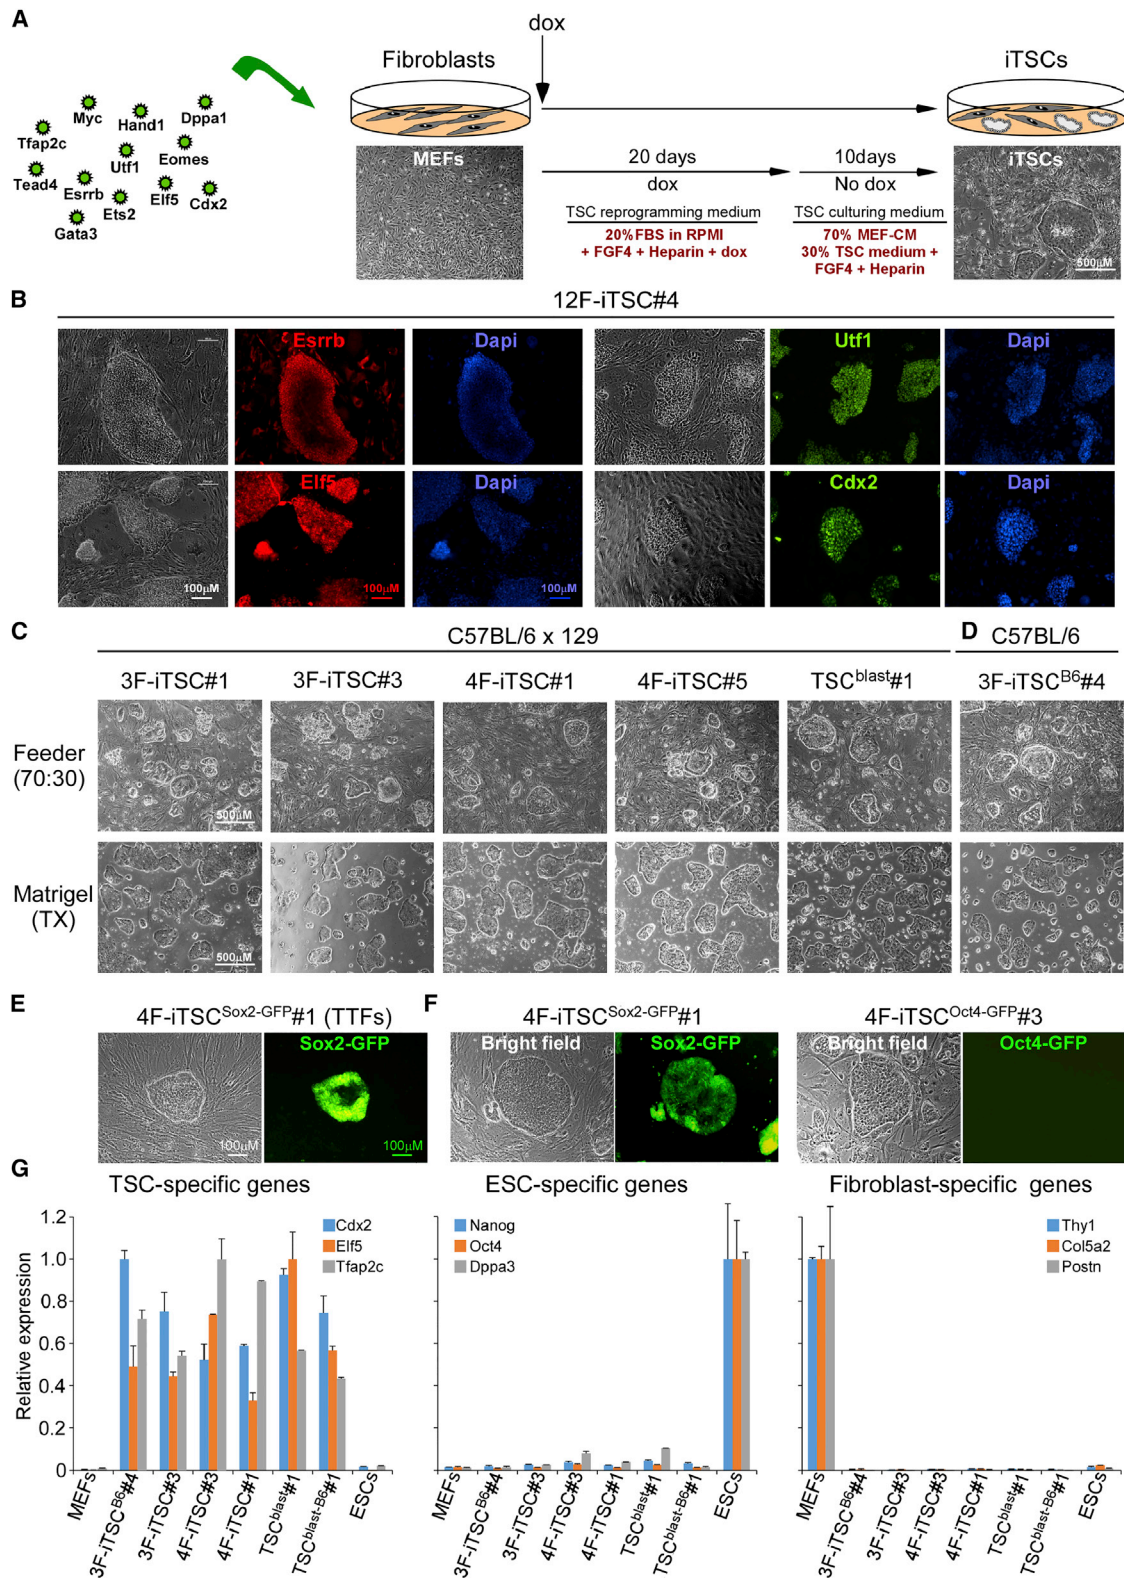 A
dox
Fibroblasts
iTSCs
Myc
Hand1
Dppa1
Tfap2c
Utf1
Eomes
Tead4
Esrrb
Ets2
Elf5
Cdx2
Gata3
MEFs
20 days
dox
10days
No dox
iTSCs
TSC reprogramming medium
20%FBS in RPMI
+ FGF4 + Heparin + dox
TSC culturing medium
70% MEF-CM
30% TSC medium +
FGF4 + Heparin
500µM
B
12F-iTSC#4
Esrrb
Dapi
Utf1
Dapi
Elf5
Dapi
Cdx2
Dapi
100µM
100µM
100µM
C
C57BL/6 x 129
D
C57BL/6
3F-iTSC#1
3F-iTSC#3
4F-iTSC#1
4F-iTSC#5
TSCblast#1
3F-iTSCB6#4
Feeder
(70:30)
500µM
Matrigel
(TX)
500µM
E
4F-iTSCSox2-GFP#1 (TTFs)
Sox2-GFP
100µM
100µM
F
4F-iTSCSox2-GFP#1
Bright field
Sox2-GFP
4F-iTSCOct4-GFP#3
Bright field
Oct4-GFP
G
TSC-specific genes
ESC-specific genes
Fibroblast-specific genes
Relative expression
1.2
1.0
0.8
0.6
0.4
0.2
0
Cdx2
Elf5
Tfap2c
Nanog
Oct4
Dppa3
Thy1
Col5a2
Postn
MEFs
3F-iTSCB6#4
3F-iTSC#3
4F-iTSC#3
4F-iTSC#1
TSCblast#1
TSCblast-B6#1
ESCs
MEFs
3F-iTSCB6#4
3F-iTSC#3
4F-iTSC#3
4F-iTSC#1
TSCblast#1
TSCblast-B6#1
ESCs
MEFs
3F-iTSCB6#4
3F-iTSC#3
4F-iTSC#3
4F-iTSC#1
TSCblast#1
TSCblast-B6#1
ESCs